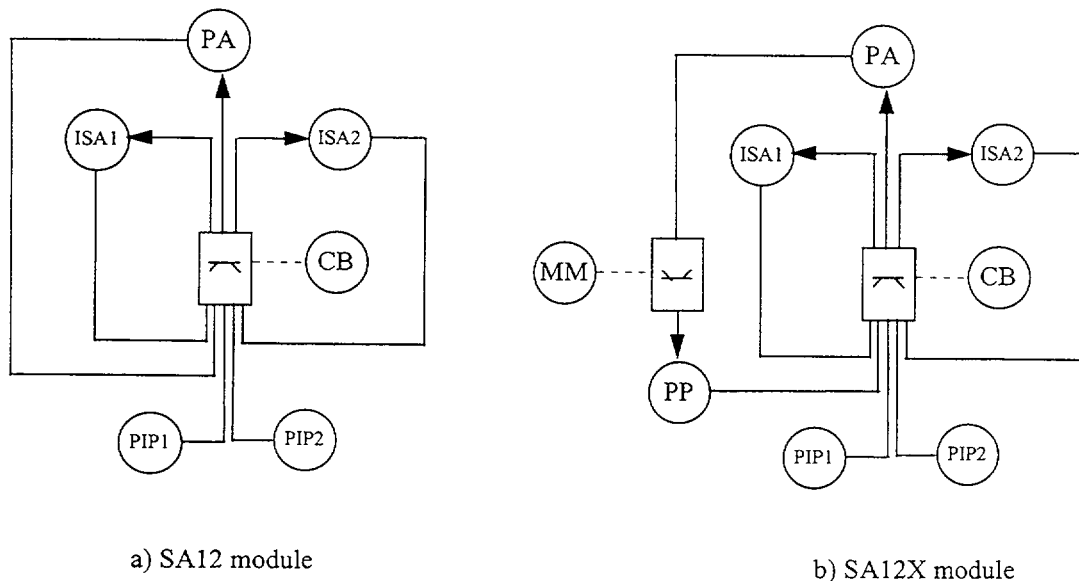 PA
ISA1
ISA2
CB
PIP1
PIP2
a) SA12 module
PA
ISA1
ISA2
MM
CB
PP
PIP1
PIP2
b) SA12X module